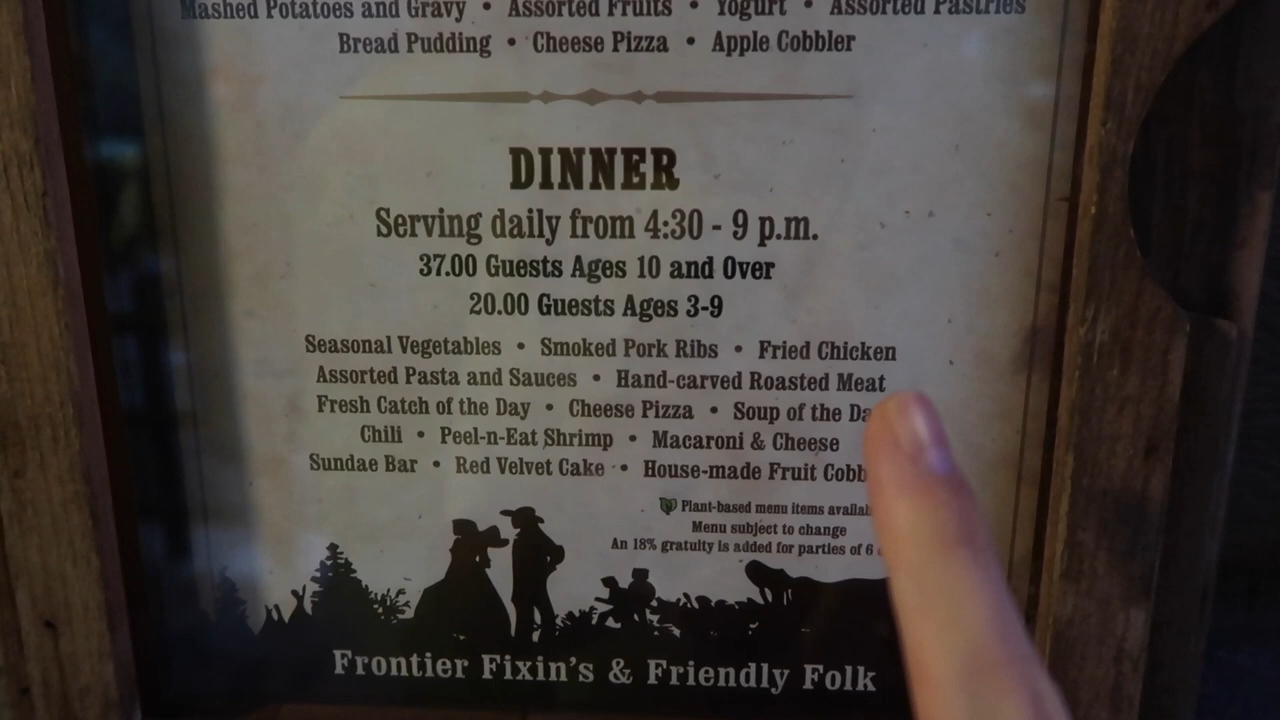 Mashed Potatoes and Gravy • Assorted Fruits • Yogurt • Assorted Pastries
Bread Pudding • Cheese Pizza • Apple Cobbler
DINNER
Serving daily from 4:30 - 9 p.m.
37.00 Guests Ages 10 and Over
20.00 Guests Ages 3-9
Seasonal Vegetables • Smoked Pork Ribs • Fried Chicken
Assorted Pasta and Sauces • Hand-carved Roasted Meat
Fresh Catch of the Day • Cheese Pizza • Soup of the Da
Chili • Peel-n-Eat Shrimp • Macaroni & Cheese
Sundae Bar • Red Velvet Cake • House-made Fruit Cobb
Plant-based menu items availa
Menu subject to change
An 18% gratuity is added for parties of 6
Frontier Fixin's & Friendly Folk